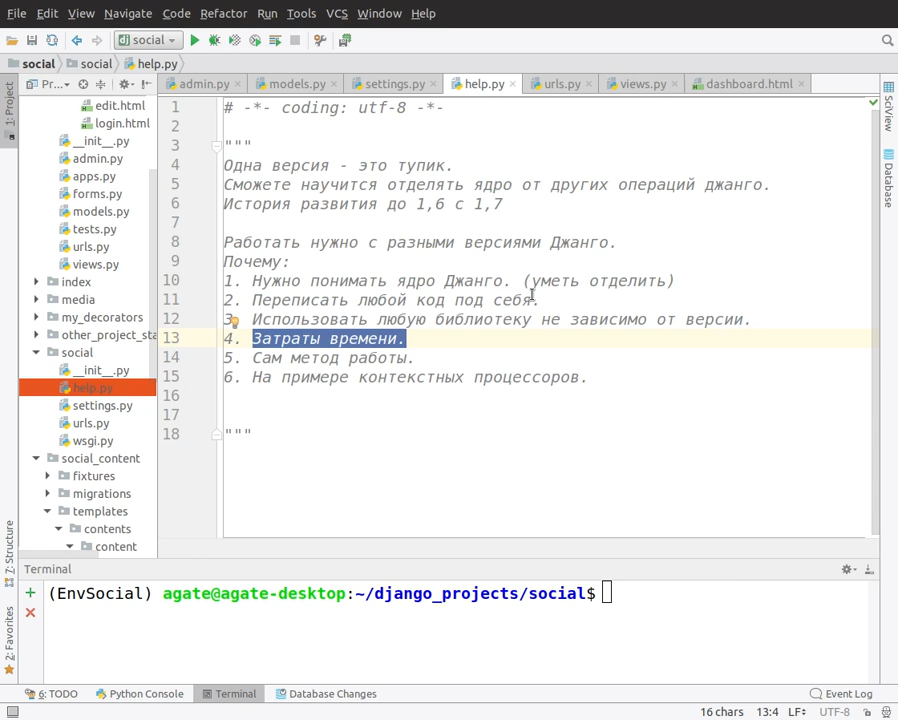 File Edit View Navigate Code Refactor Run Tools VCS Window Help
social
social social help.py
Pr... admin.py models.py settings.py help.py urls.py views.py dashboard.html
1: Project
7: Structure
2: Favorites
SciView
Database
edit.html
login.html
__init__.py
admin.py
apps.py
forms.py
models.py
tests.py
urls.py
views.py
index
media
my_decorators
other_project_sta
social
__init__.py
help.py
settings.py
urls.py
wsgi.py
social_content
fixtures
migrations
templates
contents
content
1 # -*- coding: utf-8 -*-
2
3 """
4 Одна версия - это тупик.
5 Сможете научится отделять ядро от других операций джанго.
6 История развития до 1,6 с 1,7
7
8 Работать нужно с разными версиями Джанго.
9 Почему:
10 1. Нужно понимать ядро Джанго. (уметь отделить)
11 2. Переписать любой код под себя.
12 3. Использовать любую библиотеку не зависимо от версии.
13 4. Затраты времени.
14 5. Сам метод работы.
15 6. На примере контекстных процессоров.
16
17
18 """
Terminal
(EnvSocial) agate@agate-desktop:~/django_projects/social$
6: TODO Python Console Terminal Database Changes Event Log
16 chars 13:4 LF÷ UTF-8